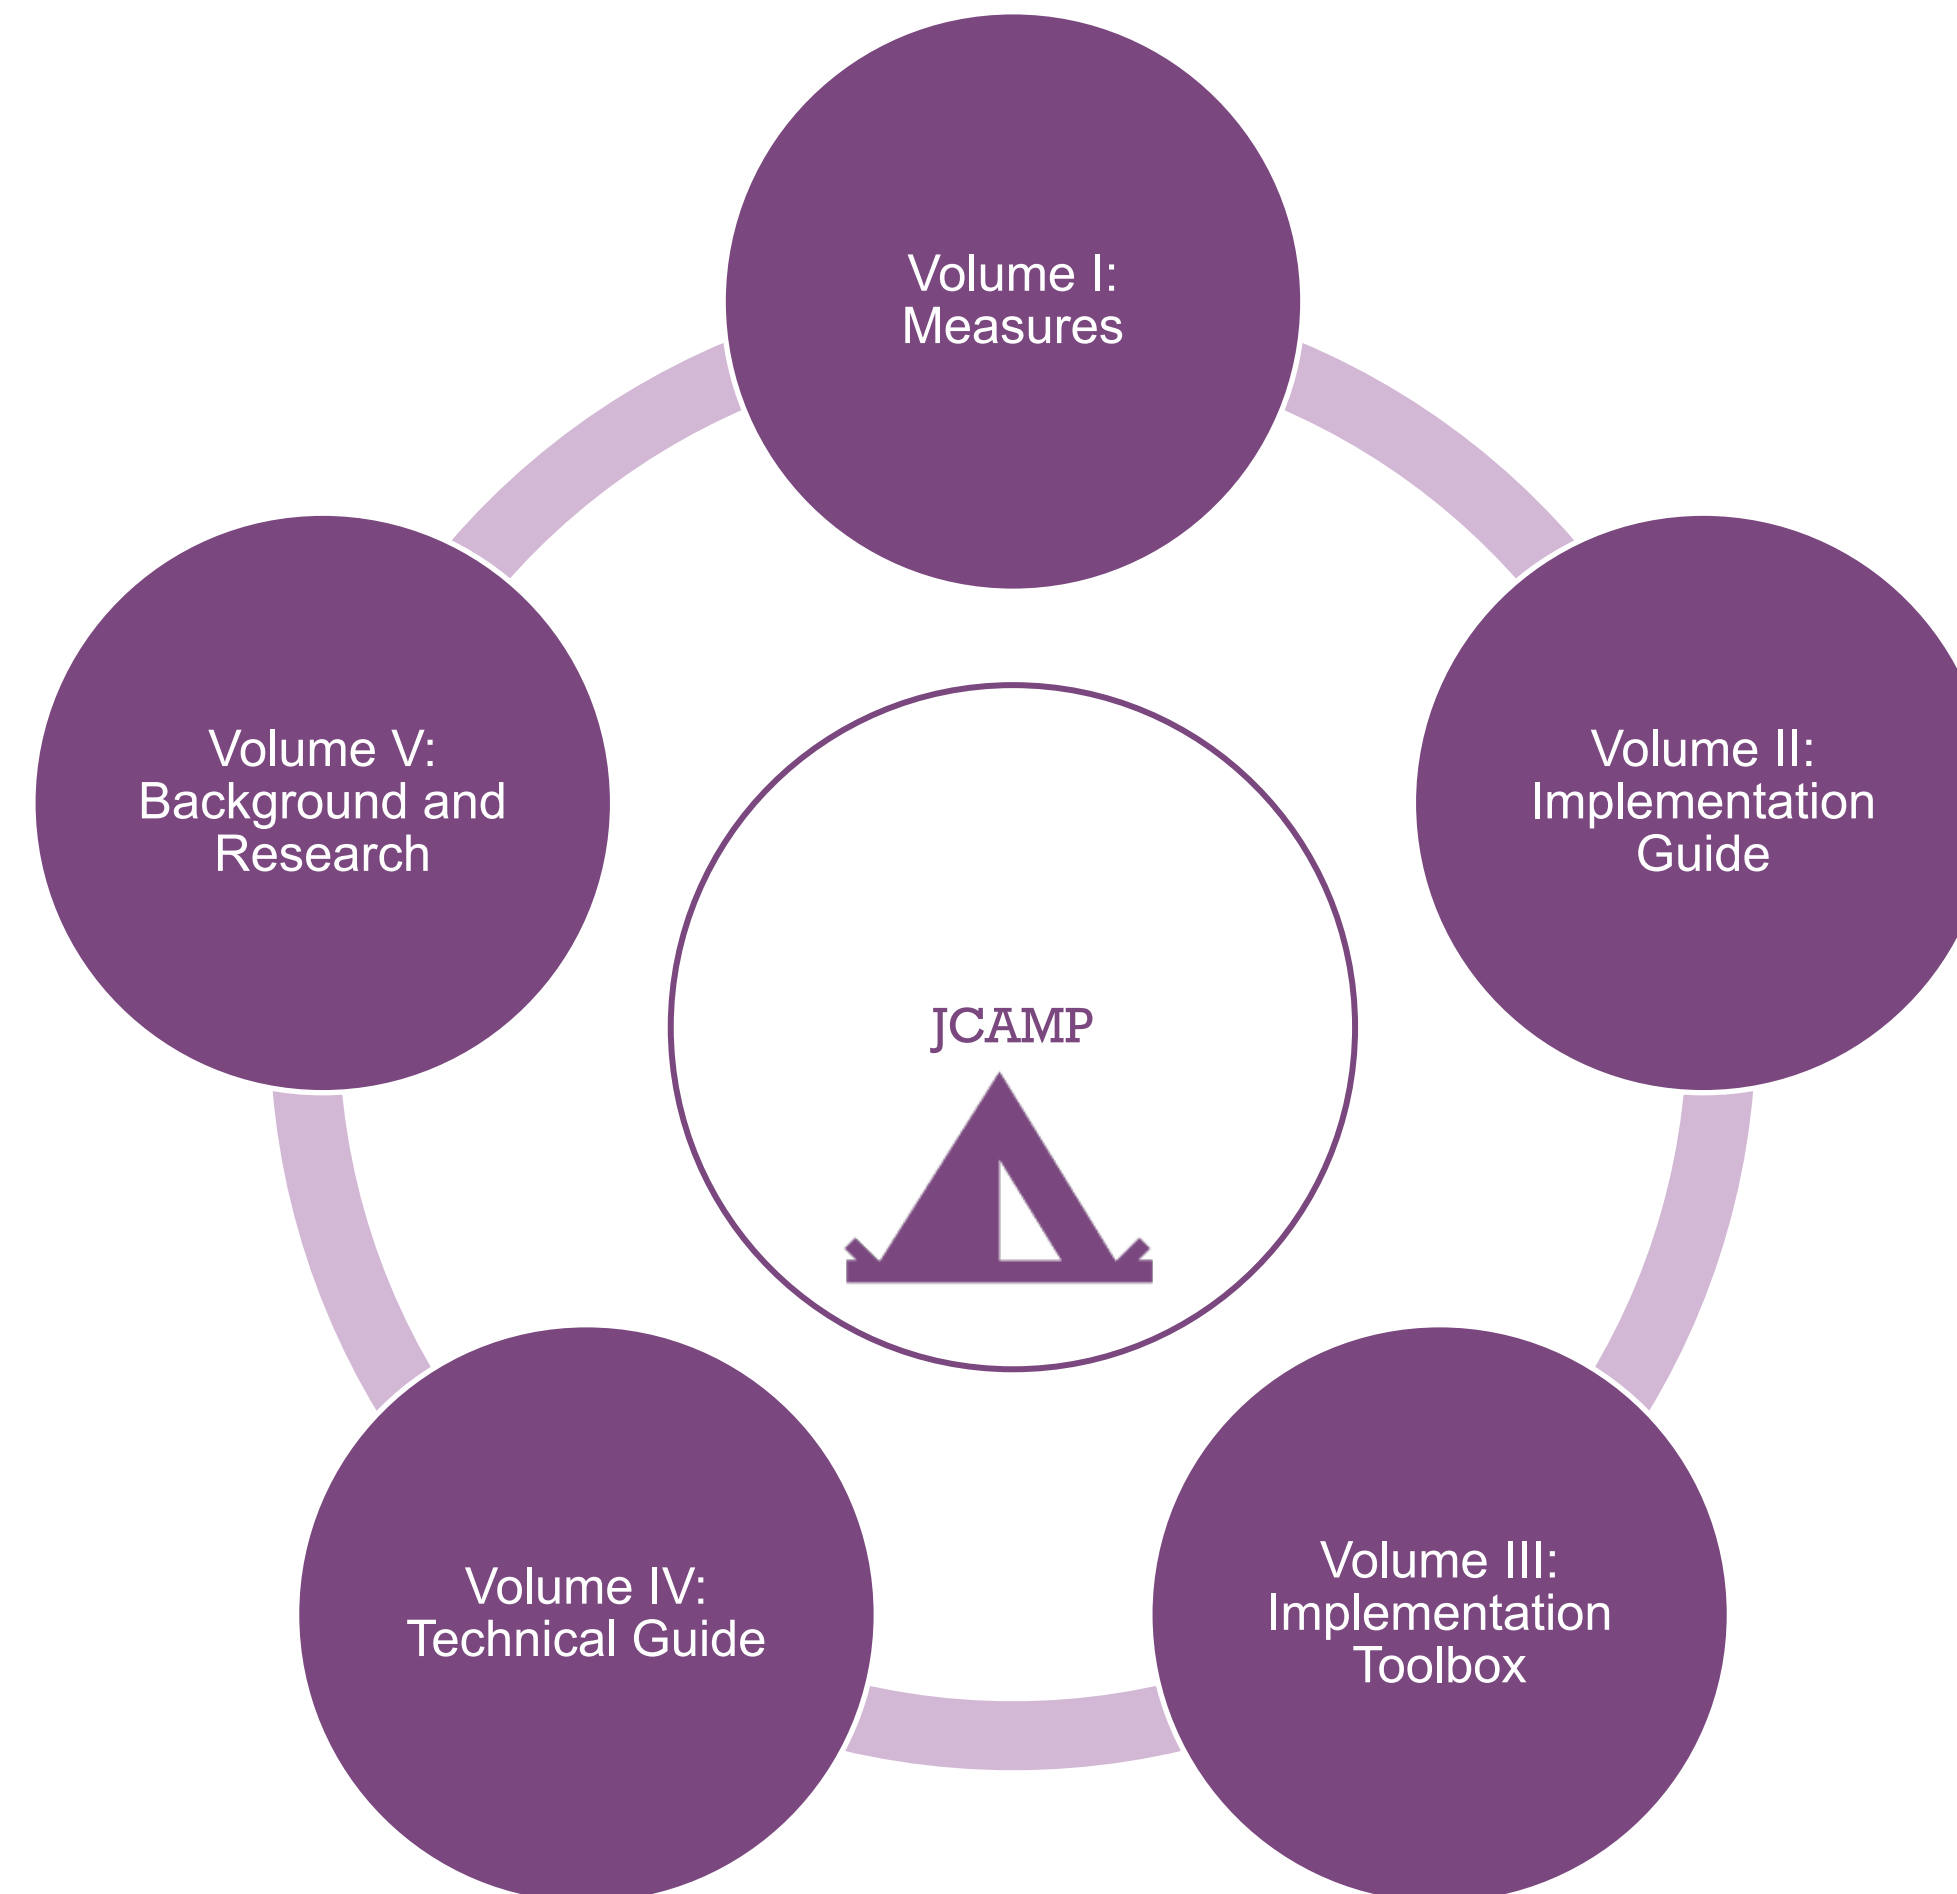 Volume I:
Measures
Volume II:
Implementation
Guide
Volume III:
Implementation
Toolbox
Volume IV:
Technical Guide
Volume V:
Background and
Research
JCAMP